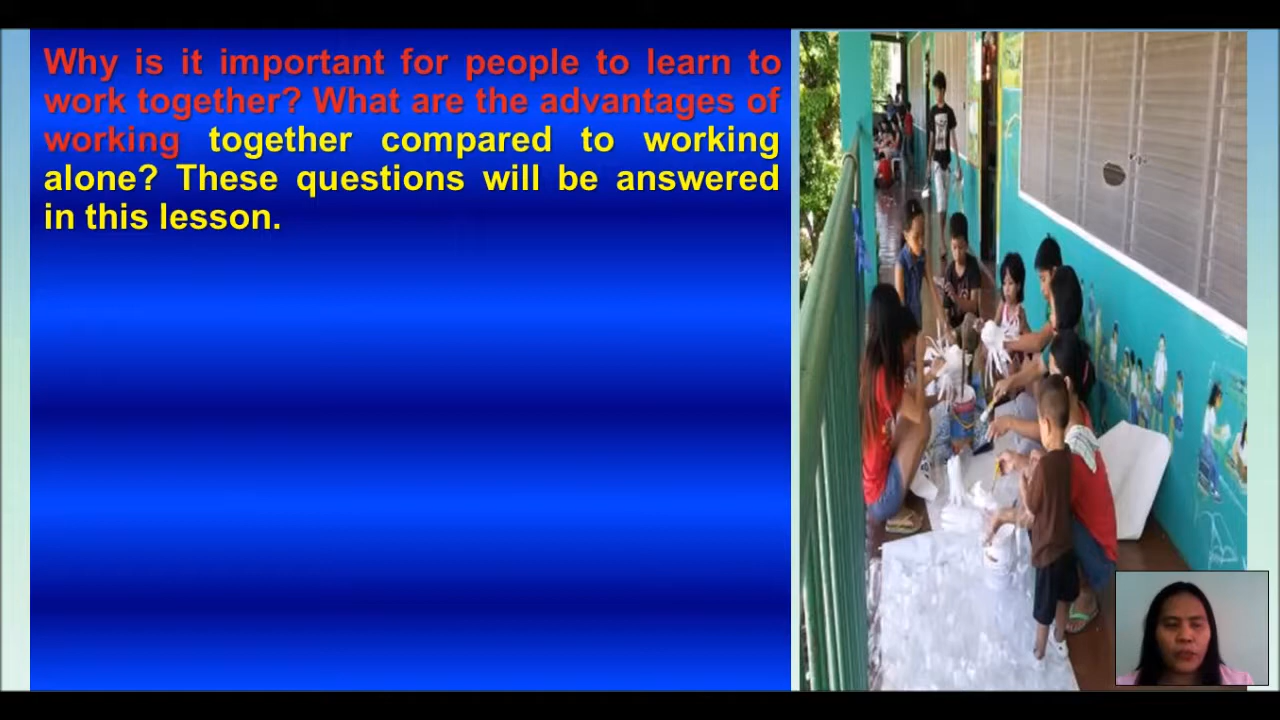 Why is it important for people to learn to
work together? What are the advantages of
working together compared to working
alone? These questions will be answered
in this lesson.